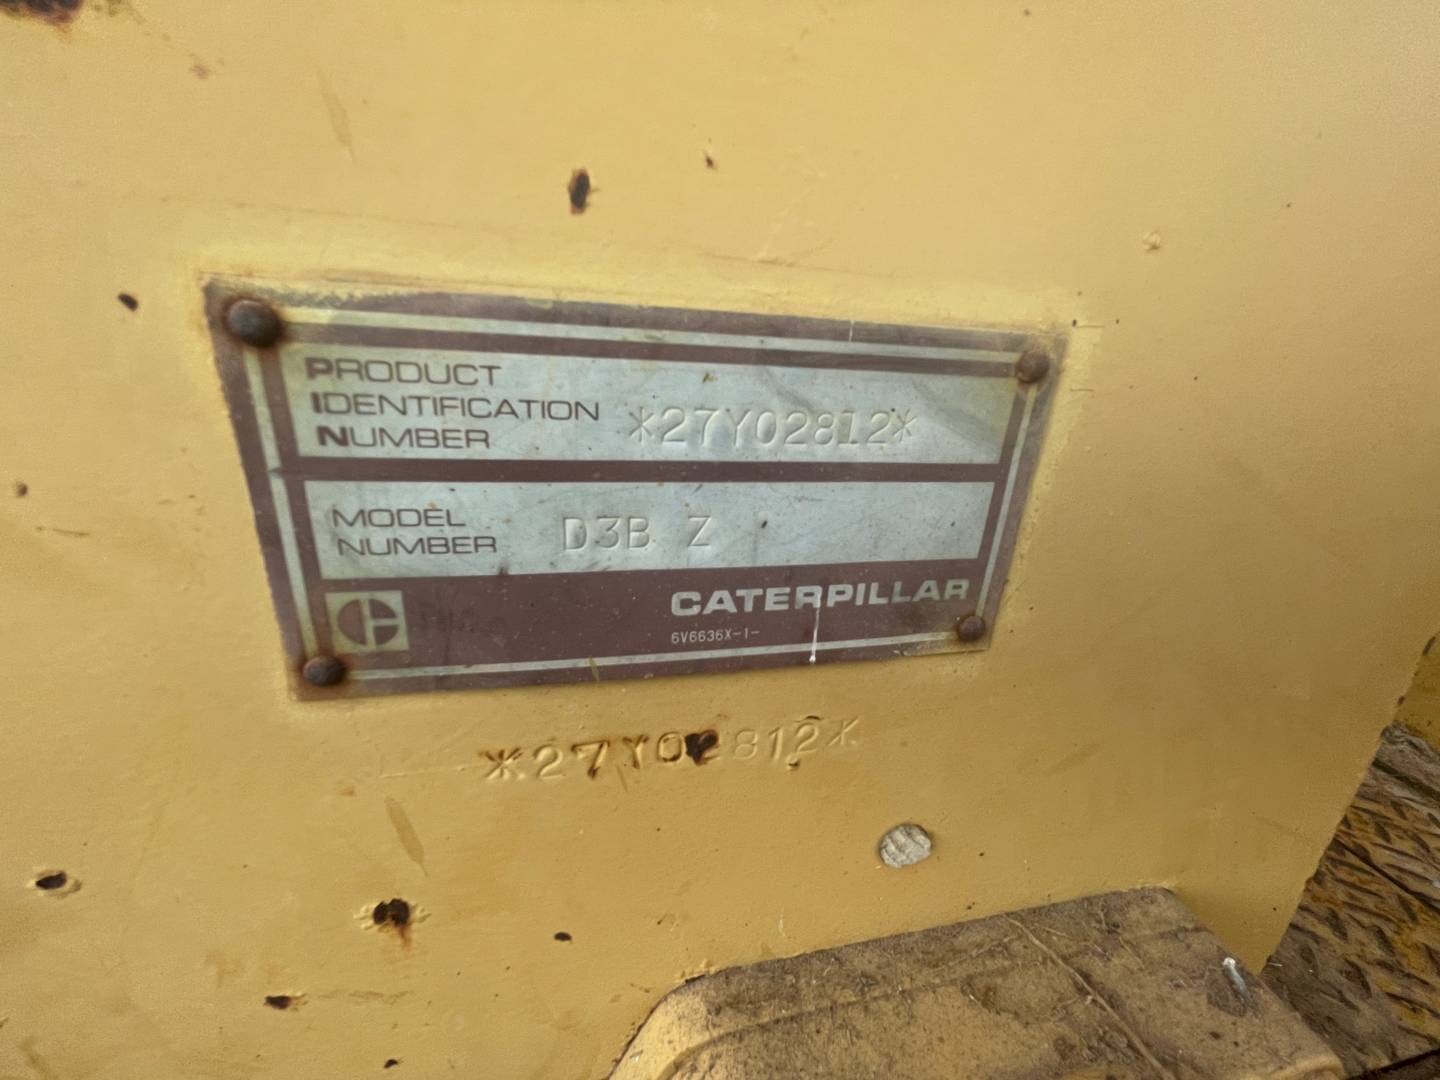 PRODUCT
IDENTIFICATION
NUMBER
*27Y02812*
MODEL
NUMBER
D3B Z
CATERPILLAR
6V6636X-1-
*27Y02812*